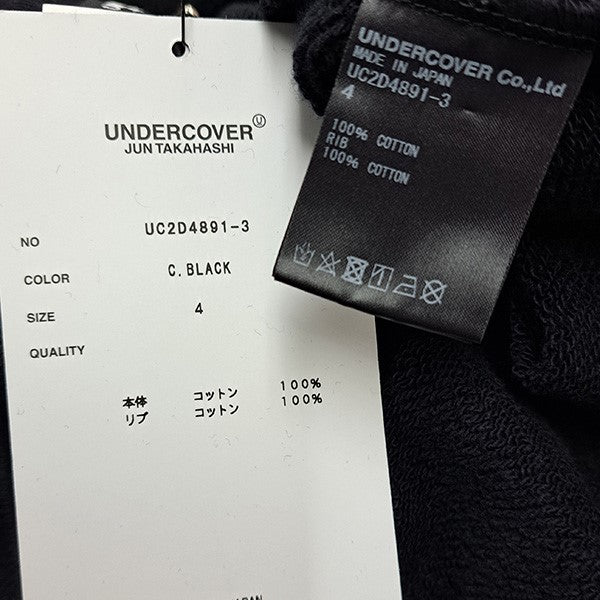 UNDERCOVER Ⓤ
JUN TAKAHASHI
NO UC2D4891-3
COLOR C.BLACK
SIZE 4
QUALITY
本体 コットン 100%
リブ コットン 100%
UNDERCOVER Co.,Ltd
MADE IN JAPAN
UC2D4891-3
4
100% COTTON
RIB
100% COTTON